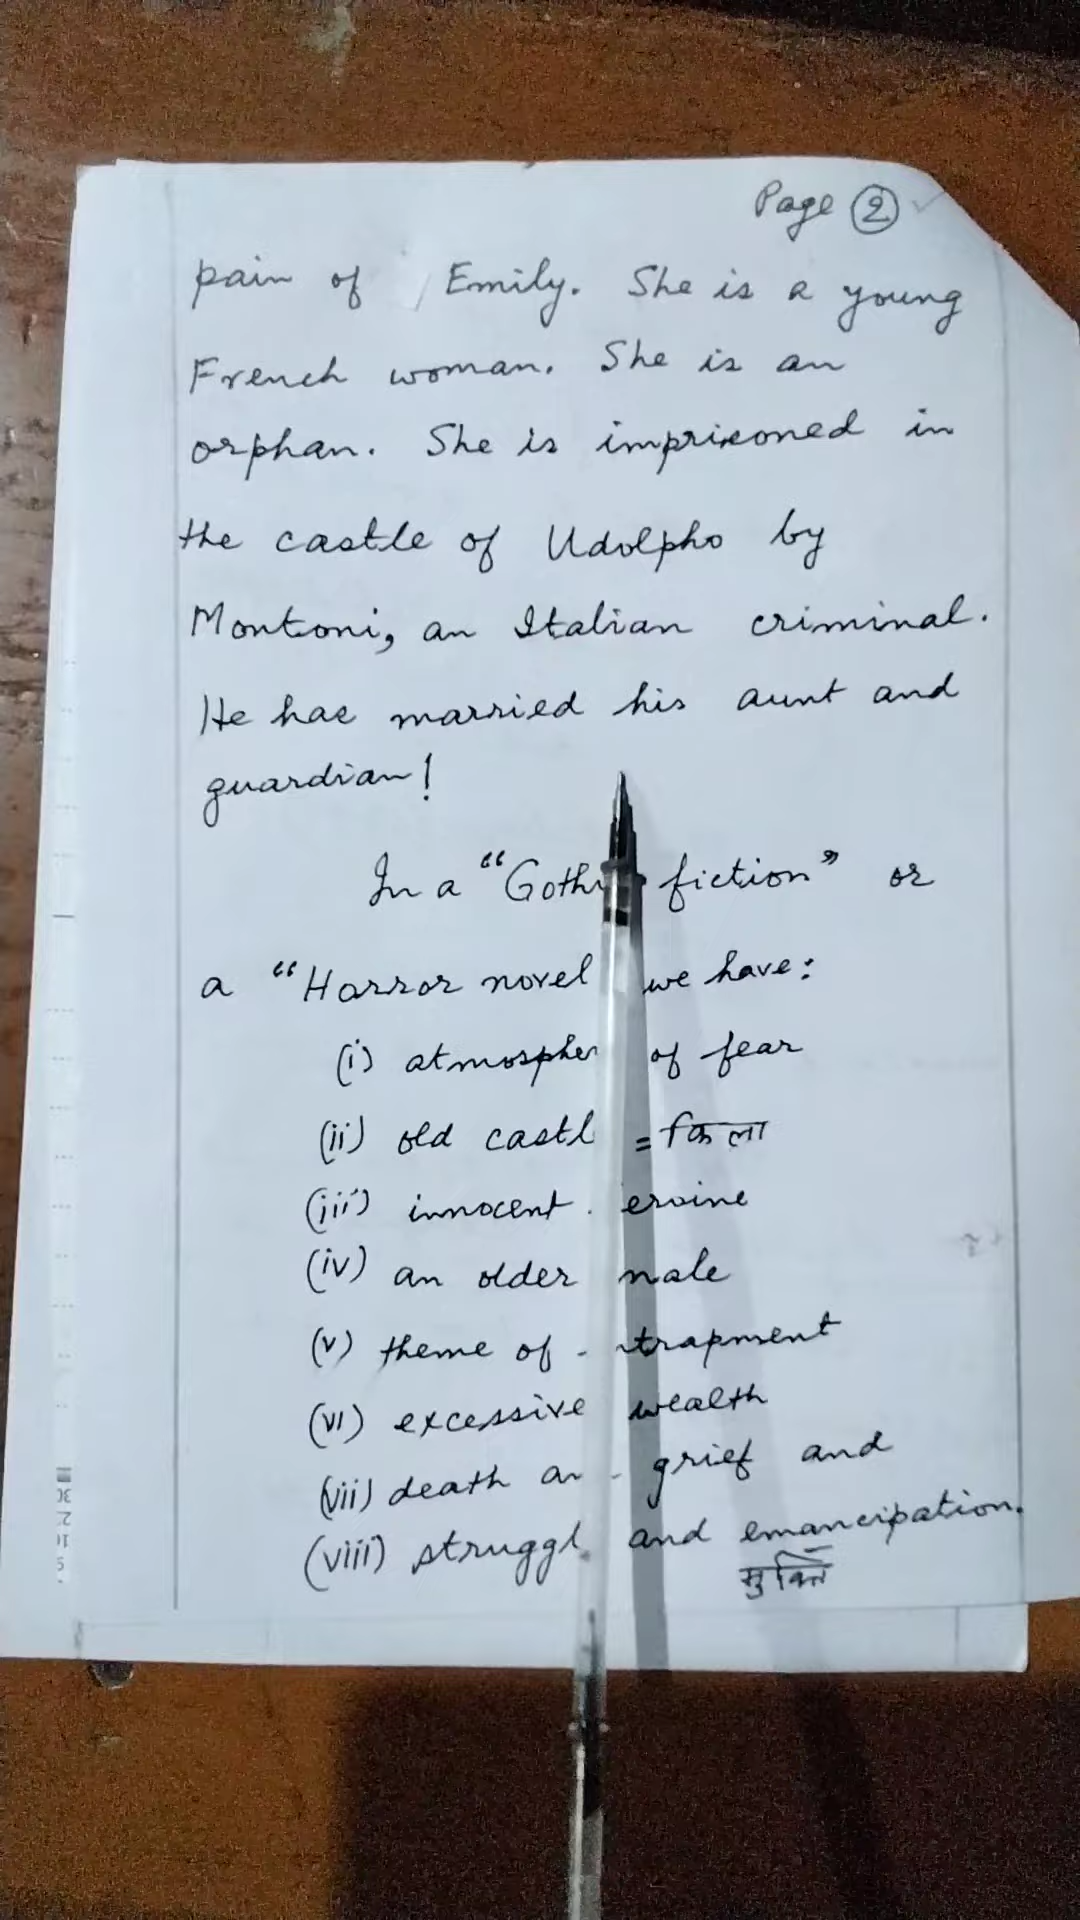 Page 2
pain of Emily. She is a young
French woman. She is an
orphan. She is imprisoned in
the castle of Udolpho by
Montoni, an Italian criminal.
He has married his aunt and
guardian!
In a "Goth fiction" or
a "Horror novel we have:
(i) atmospher of fear
(ii) old castl = किला
(iii) innocent eroine
(iv) an older male
(v) theme of trapment
(vi) excessive wealth
(vii) death an grief and
(viii) struggl and emancipation.
मुक्ति